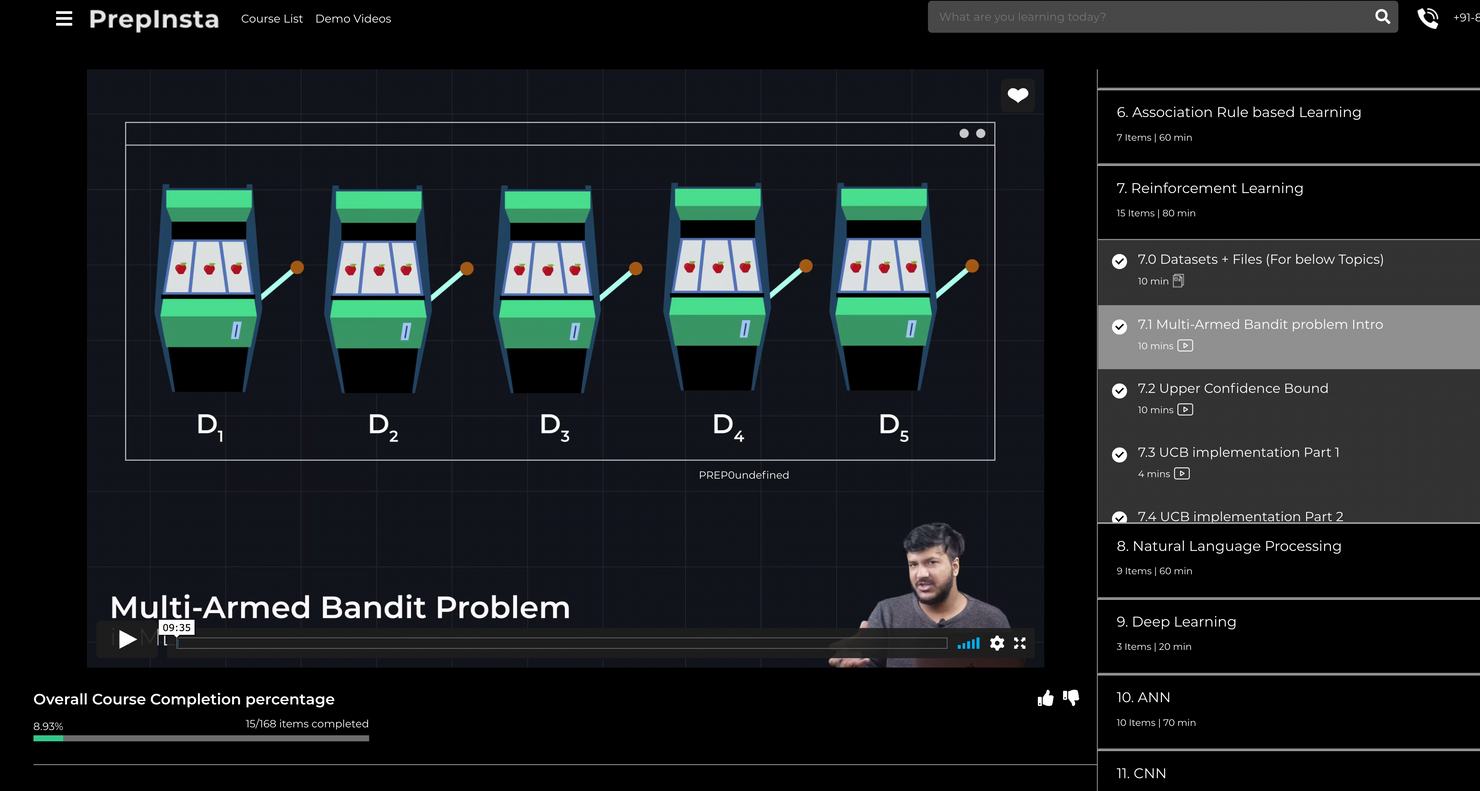 PrepInsta
Course List Demo Videos
What are you learning today?
+91-8
D1 D2 D3 D4 D5
PREP0undefined
Multi-Armed Bandit Problem
09:35
Overall Course Completion percentage
8.93%
15/168 items completed
6. Association Rule based Learning
7 Items | 60 min
7. Reinforcement Learning
15 Items | 80 min
7.0 Datasets + Files (For below Topics)
10 min
7.1 Multi-Armed Bandit problem Intro
10 mins
7.2 Upper Confidence Bound
10 mins
7.3 UCB implementation Part 1
4 mins
7.4 UCB implementation Part 2
8. Natural Language Processing
9 Items | 60 min
9. Deep Learning
3 Items | 20 min
10. ANN
10 Items | 70 min
11. CNN